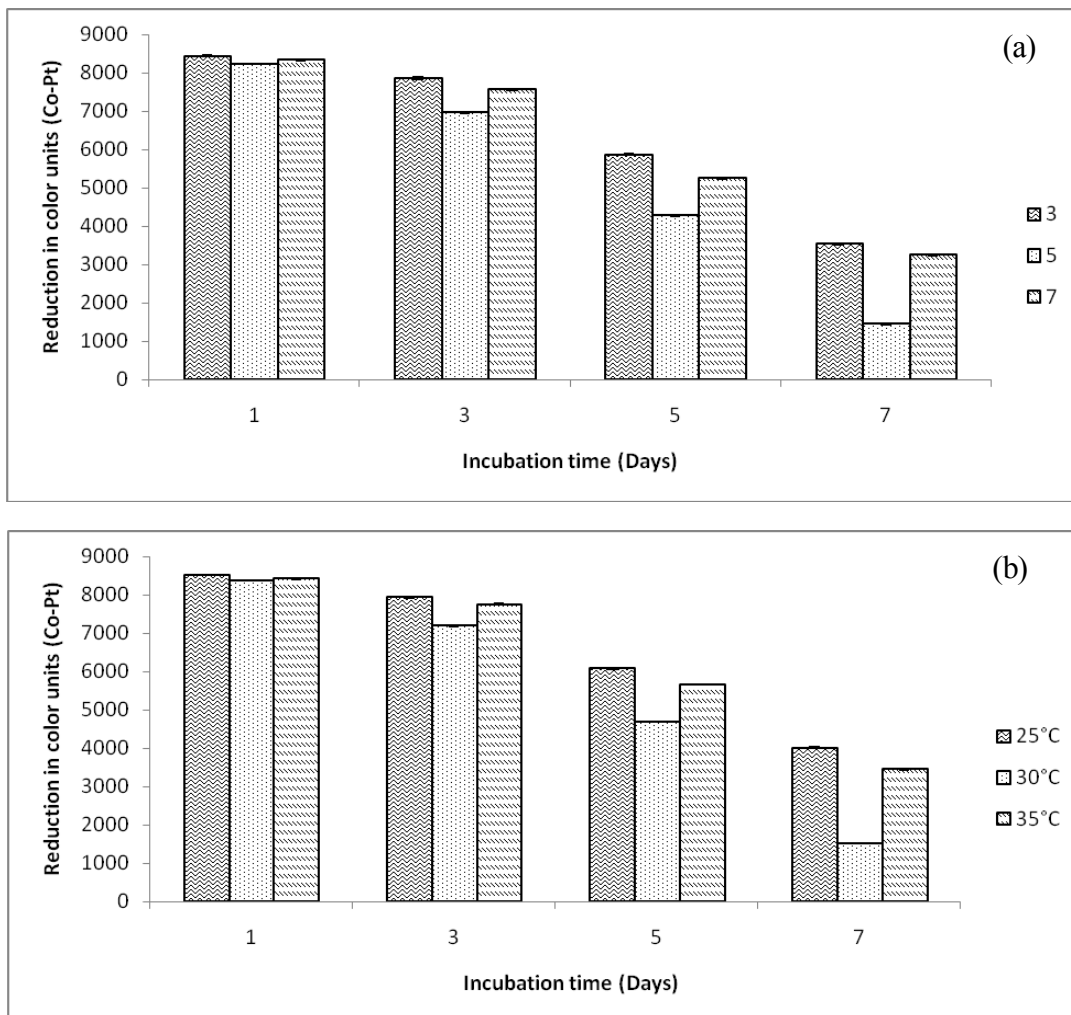 (a)
Reduction in color units (Co-Pt)
9000
8000
7000
6000
5000
4000
3000
2000
1000
0
1 3 5 7
Incubation time (Days)
3
5
7
(b)
Reduction in color units (Co-Pt)
9000
8000
7000
6000
5000
4000
3000
2000
1000
0
1 3 5 7
Incubation time (Days)
25°C
30°C
35°C